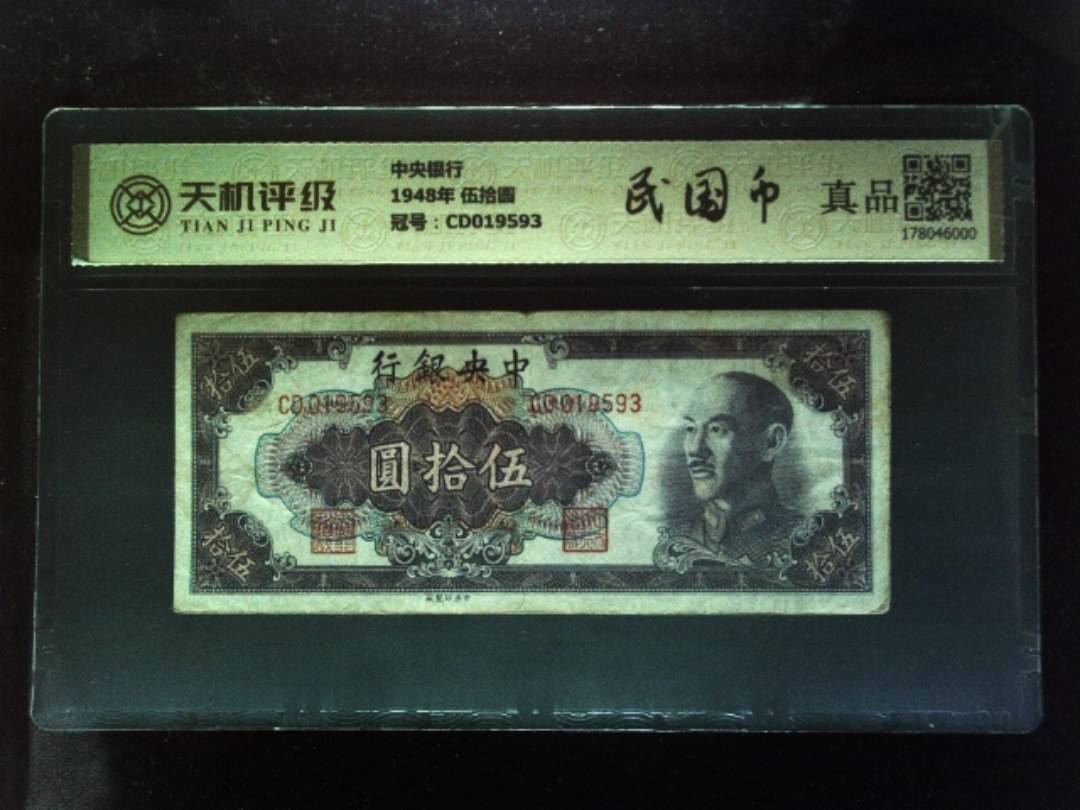 天机评级
TIAN JI PING JI
中央银行
1948年 伍拾圆
冠号：CD019593
民国币
真品
178046000
拾伍
行銀央中
拾伍
CD019593
CD019593
圓拾伍
拾伍
拾伍